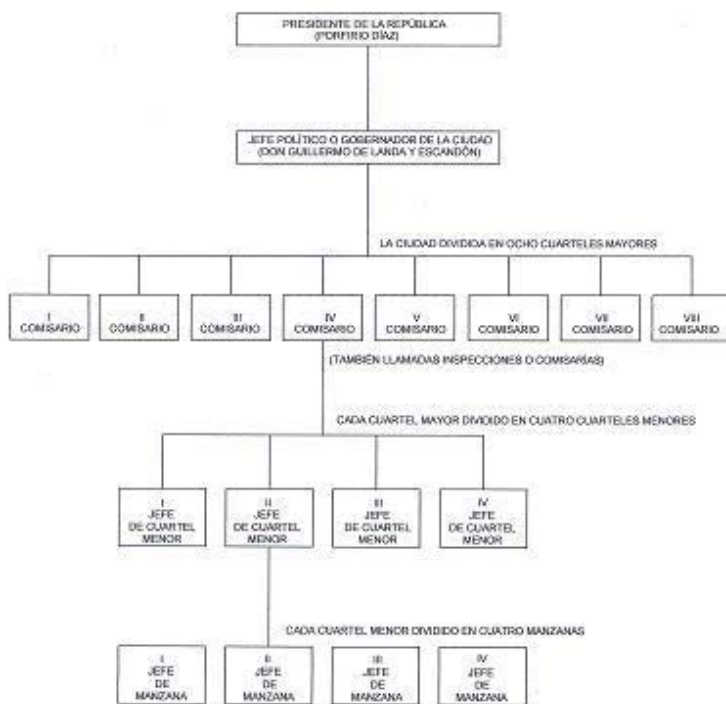 PRESIDENTE DE LA REPÚBLICA
(PORFIRIO DÍAZ)
JEFE POLÍTICO O GOBERNADOR DE LA CIUDAD
(DON GUILLERMO DE LANDA Y ESCANDÓN)
LA CIUDAD DIVIDIDA EN OCHO CUARTELES MAYORES
I
COMISARIO
II
COMISARIO
III
COMISARIO
IV
COMISARIO
V
COMISARIO
VI
COMISARIO
VII
COMISARIO
VIII
COMISARIO
(TAMBIÉN LLAMADAS INSPECCIONES O COMISARÍAS)
CADA CUARTEL MAYOR DIVIDIDO EN CUATRO CUARTELES MENORES
I
JEFE
DE CUARTEL
MENOR
II
JEFE
DE CUARTEL
MENOR
III
JEFE
DE CUARTEL
MENOR
IV
JEFE
DE CUARTEL
MENOR
CADA CUARTEL MENOR DIVIDIDO EN CUATRO MANZANAS
I
JEFE
DE
MANZANA
II
JEFE
DE
MANZANA
III
JEFE
DE
MANZANA
IV
JEFE
DE
MANZANA